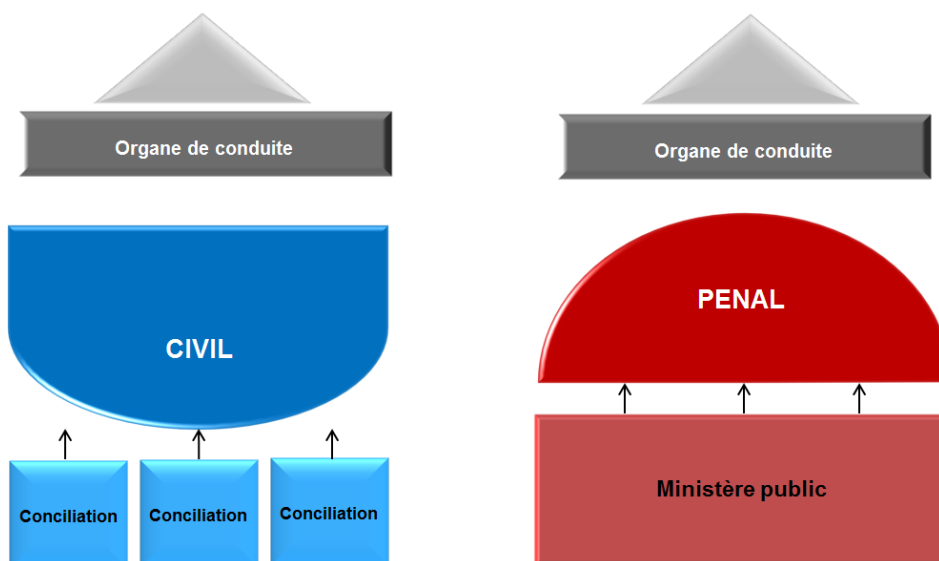 Organe de conduite
Organe de conduite
CIVIL
PENAL
Conciliation
Conciliation
Conciliation
Ministère public